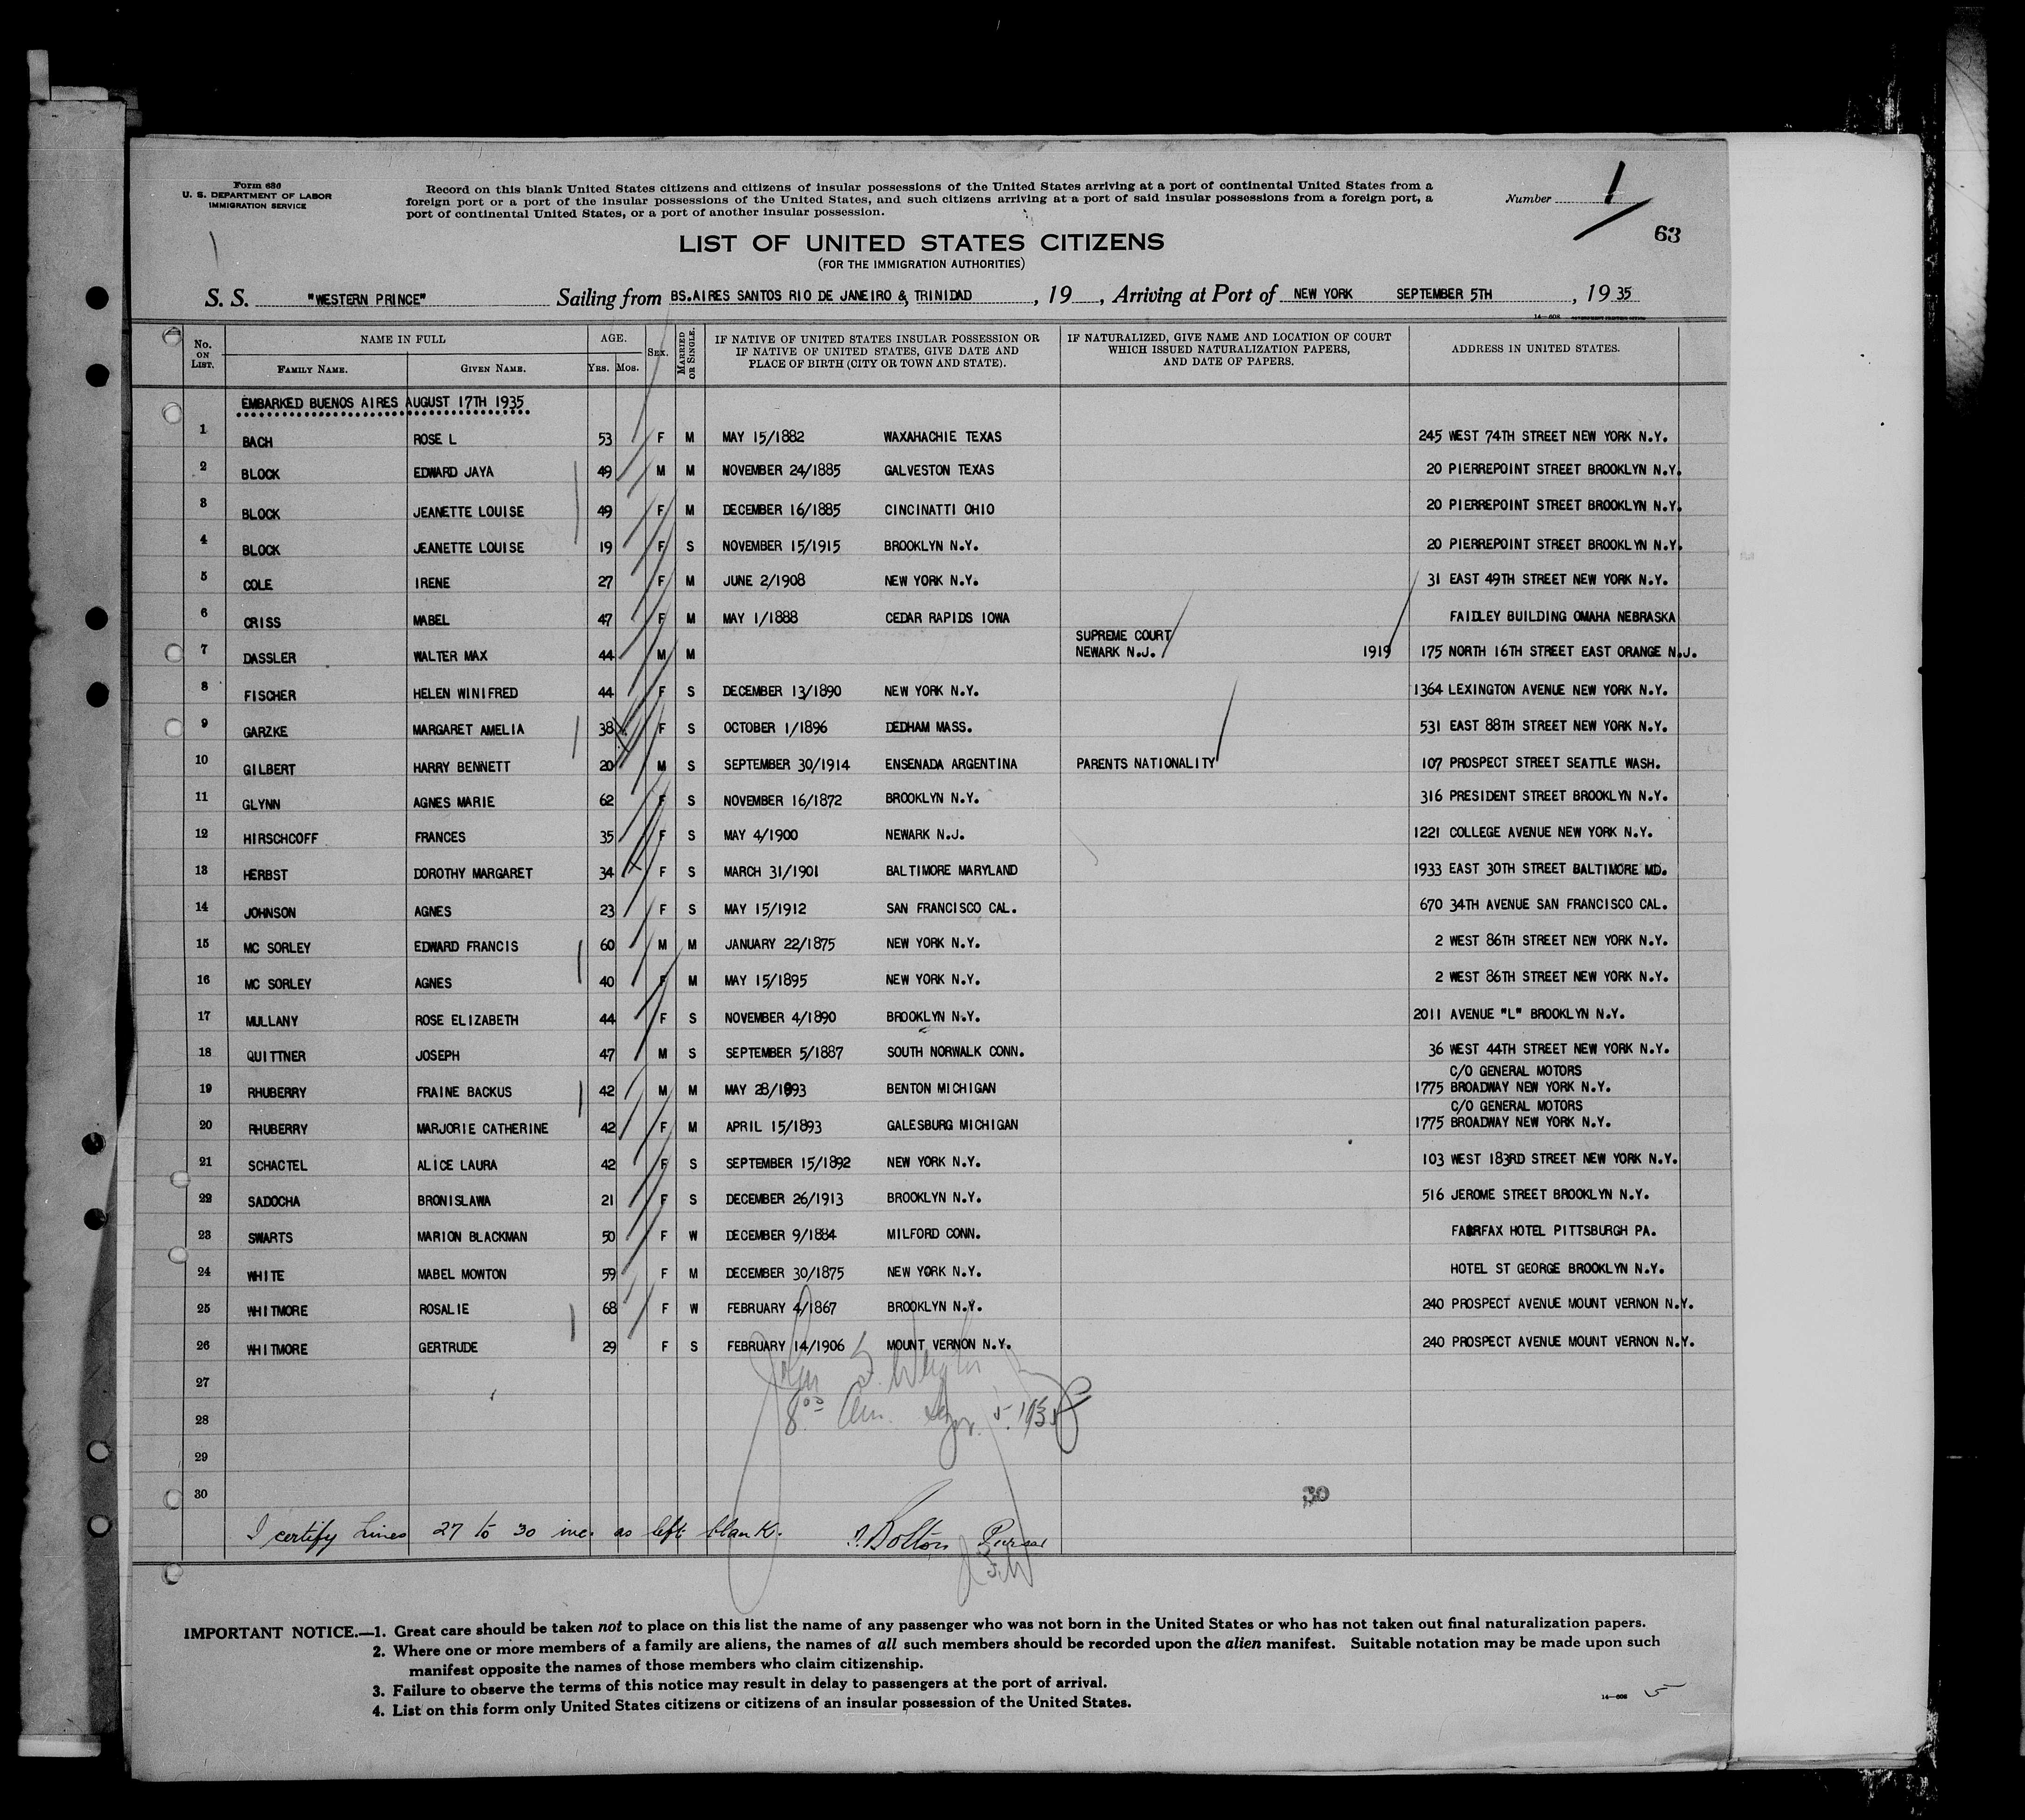 Form 630
U. S. DEPARTMENT OF LABOR
IMMIGRATION SERVICE
Record on this blank United States citizens and citizens of insular possessions of the United States arriving at a port of continental United States from a
foreign port or a port of the insular possessions of the United States, and such citizens arriving at a port of said insular possessions from a foreign port, a
port of continental United States, or a port of another insular possession.
Number 1
63
LIST OF UNITED STATES CITIZENS
(FOR THE IMMIGRATION AUTHORITIES)
S. S. "WESTERN PRINCE" Sailing from BS.AIRES SANTOS RIO DE JANEIRO & TRINIDAD , 19 , Arriving at Port of NEW YORK SEPTEMBER 5TH , 19 35
No. ON LIST. NAME IN FULL FAMILY NAME. GIVEN NAME. AGE. YRS. MOS. SEX. MARRIED OR SINGLE. IF NATIVE OF UNITED STATES INSULAR POSSESSION OR IF NATIVE OF UNITED STATES, GIVE DATE AND PLACE OF BIRTH (CITY OR TOWN AND STATE). IF NATURALIZED, GIVE NAME AND LOCATION OF COURT WHICH ISSUED NATURALIZATION PAPERS, AND DATE OF PAPERS. ADDRESS IN UNITED STATES.
EMBARKED BUENOS AIRES AUGUST 17TH 1935
1 BACH ROSE L 53 F M MAY 15/1882 WAXAHACHIE TEXAS 245 WEST 74TH STREET NEW YORK N.Y.
2 BLOCK EDWARD JAYA 49 M M NOVEMBER 24/1885 GALVESTON TEXAS 20 PIERREPOINT STREET BROOKLYN N.Y.
3 BLOCK JEANETTE LOUISE 49 F M DECEMBER 16/1885 CINCINATTI OHIO 20 PIERREPOINT STREET BROOKLYN N.Y.
4 BLOCK JEANETTE LOUISE 19 F S NOVEMBER 15/1915 BROOKLYN N.Y. 20 PIERREPOINT STREET BROOKLYN N.Y.
5 COLE IRENE 27 F M JUNE 2/1908 NEW YORK N.Y. 31 EAST 49TH STREET NEW YORK N.Y.
6 CRISS MABEL 47 F M MAY 1/1888 CEDAR RAPIDS IOWA FAIDLEY BUILDING OMAHA NEBRASKA
7 DASSLER WALTER MAX 44 M M SUPREME COURT NEWARK N.J. 1919 175 NORTH 16TH STREET EAST ORANGE N.J.
8 FISCHER HELEN WINIFRED 44 F S DECEMBER 13/1890 NEW YORK N.Y. 1364 LEXINGTON AVENUE NEW YORK N.Y.
9 GARZKE MARGARET AMELIA 38 F S OCTOBER 1/1896 DEDHAM MASS. 531 EAST 88TH STREET NEW YORK N.Y.
10 GILBERT HARRY BENNETT 20 M S SEPTEMBER 30/1914 ENSENADA ARGENTINA PARENTS NATIONALITY 107 PROSPECT STREET SEATTLE WASH.
11 GLYNN AGNES MARIE 62 F S NOVEMBER 16/1872 BROOKLYN N.Y. 316 PRESIDENT STREET BROOKLYN N.Y.
12 HIRSCHCOFF FRANCES 35 F S MAY 4/1900 NEWARK N.J. 1221 COLLEGE AVENUE NEW YORK N.Y.
13 HERBST DOROTHY MARGARET 34 F S MARCH 31/1901 BALTIMORE MARYLAND 1933 EAST 30TH STREET BALTIMORE MD.
14 JOHNSON AGNES 23 F S MAY 15/1912 SAN FRANCISCO CAL. 670 34TH AVENUE SAN FRANCISCO CAL.
15 MC SORLEY EDWARD FRANCIS 60 M M JANUARY 22/1875 NEW YORK N.Y. 2 WEST 86TH STREET NEW YORK N.Y.
16 MC SORLEY AGNES 40 F M MAY 15/1895 NEW YORK N.Y. 2 WEST 86TH STREET NEW YORK N.Y.
17 MULLANY ROSE ELIZABETH 44 F S NOVEMBER 4/1890 BROOKLYN N.Y. 2011 AVENUE "L" BROOKLYN N.Y.
18 QUITTNER JOSEPH 47 M S SEPTEMBER 5/1887 SOUTH NORWALK CONN. 36 WEST 44TH STREET NEW YORK N.Y.
19 RHUBERRY FRAINE BACKUS 42 M M MAY 28/1893 BENTON MICHIGAN C/O GENERAL MOTORS 1775 BROADWAY NEW YORK N.Y.
20 RHUBERRY MARJORIE CATHERINE 42 F M APRIL 15/1893 GALESBURG MICHIGAN C/O GENERAL MOTORS 1775 BROADWAY NEW YORK N.Y.
21 SCHACTEL ALICE LAURA 42 F S SEPTEMBER 15/1892 NEW YORK N.Y. 103 WEST 183RD STREET NEW YORK N.Y.
22 SADOCHA BRONISLAWA 21 F S DECEMBER 26/1913 BROOKLYN N.Y. 516 JEROME STREET BROOKLYN N.Y.
23 SWARTS MARION BLACKMAN 50 F W DECEMBER 9/1884 MILFORD CONN. FAIRFAX HOTEL PITTSBURGH PA.
24 WHITE MABEL MOWTON 59 F M DECEMBER 30/1875 NEW YORK N.Y. HOTEL ST GEORGE BROOKLYN N.Y.
25 WHITMORE ROSALIE 68 F W FEBRUARY 4/1867 BROOKLYN N.Y. 240 PROSPECT AVENUE MOUNT VERNON N.Y.
26 WHITMORE GERTRUDE 29 F S FEBRUARY 14/1906 MOUNT VERNON N.Y. 240 PROSPECT AVENUE MOUNT VERNON N.Y.
27
28
29
30
30
I certify Lines 27 to 30 inc. as left blank. Bolton Purser
IMPORTANT NOTICE.—1. Great care should be taken not to place on this list the name of any passenger who was not born in the United States or who has not taken out final naturalization papers.
2. Where one or more members of a family are aliens, the names of all such members should be recorded upon the alien manifest. Suitable notation may be made upon such
manifest opposite the names of those members who claim citizenship.
3. Failure to observe the terms of this notice may result in delay to passengers at the port of arrival.
4. List on this form only United States citizens or citizens of an insular possession of the United States.
14—608 5